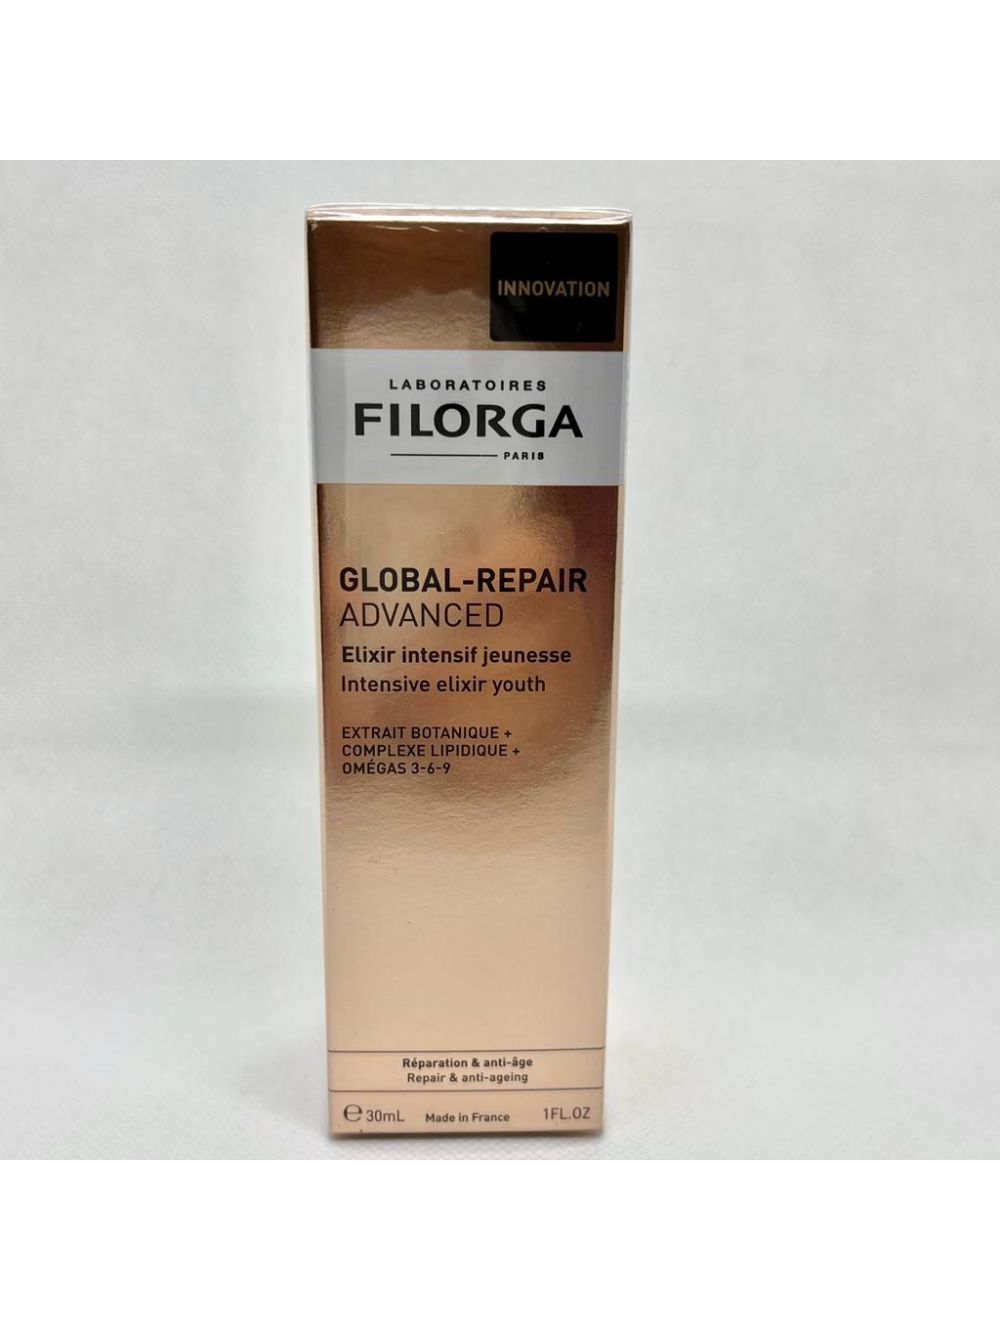 INNOVATION
LABORATOIRES
FILORGA
PARIS
GLOBAL-REPAIR
ADVANCED
Elixir intensif jeunesse
Intensive elixir youth
EXTRAIT BOTANIQUE +
COMPLEXE LIPIDIQUE +
OMÉGAS 3-6-9
Réparation & anti-âge
Repair & anti-ageing
℮ 30mL Made in France 1FL.OZ